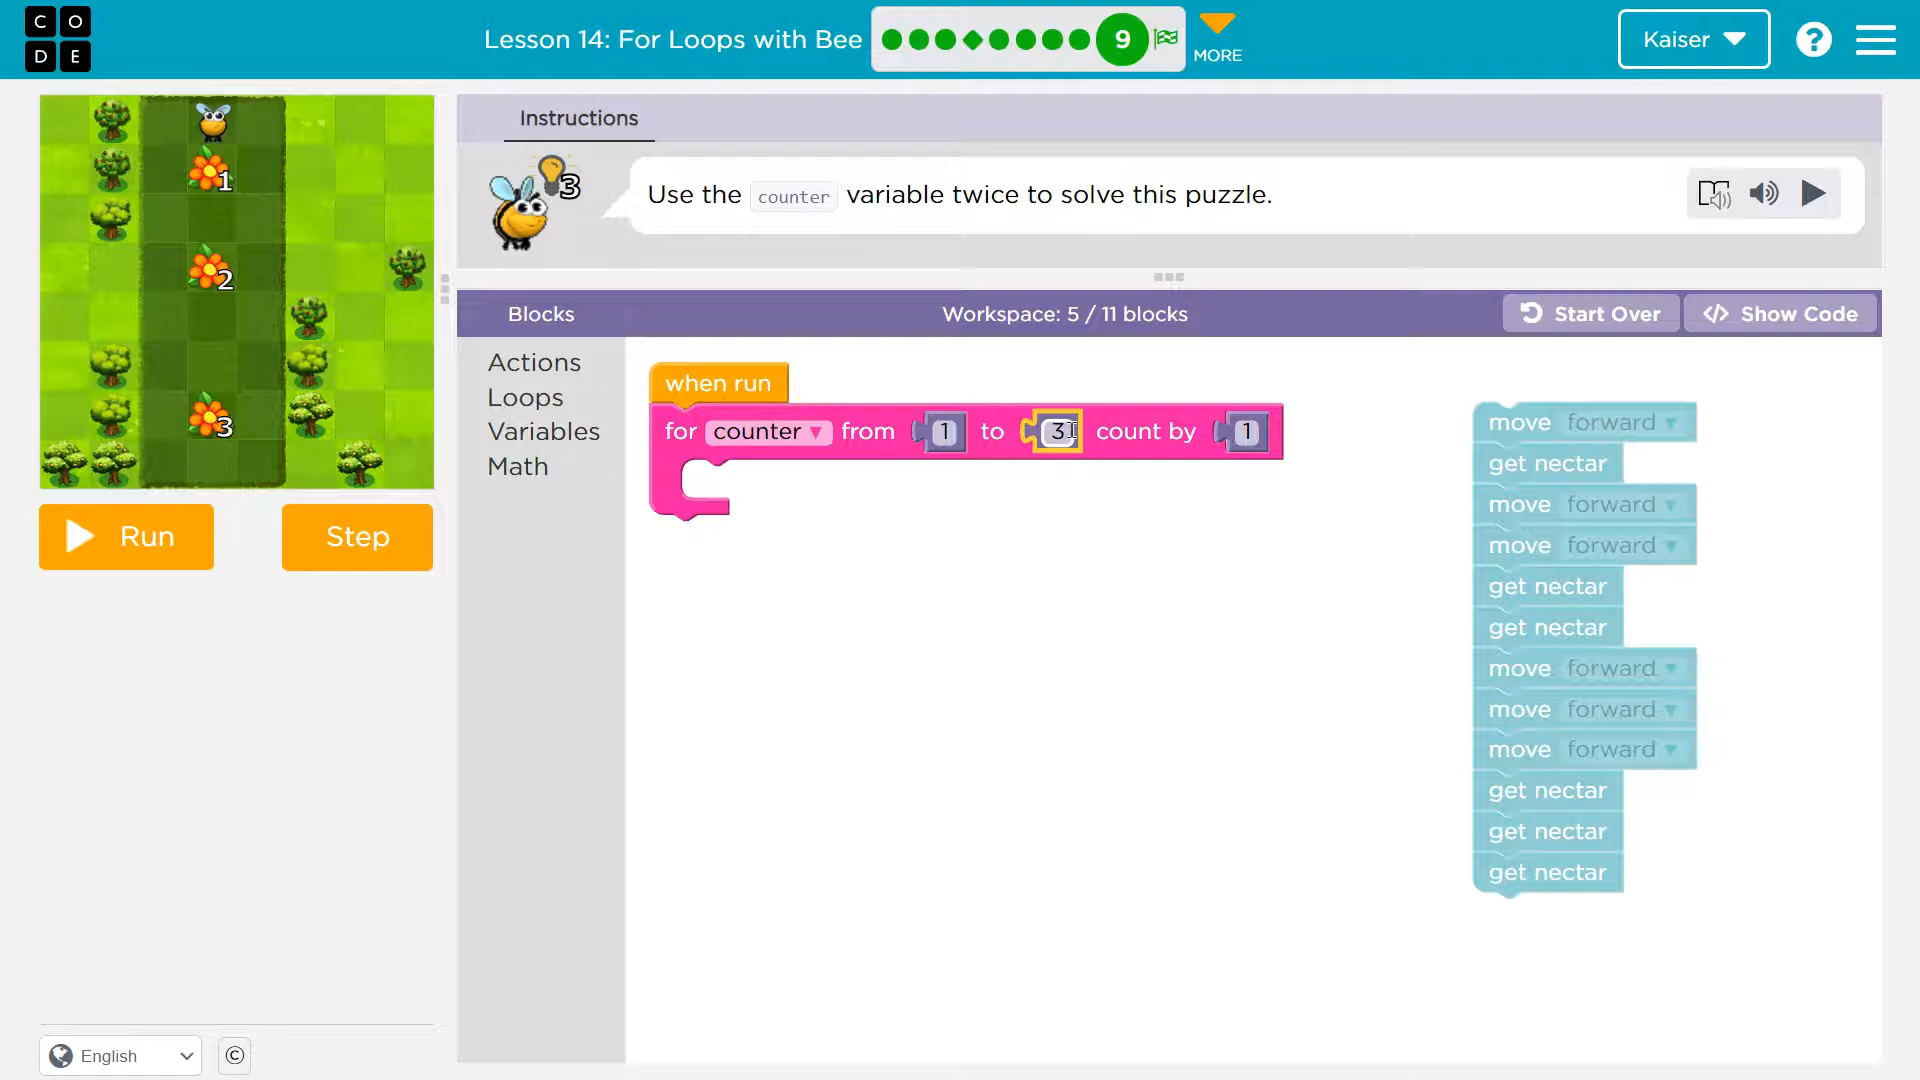 C O
D E
Lesson 14: For Loops with Bee
9
MORE
Kaiser
?
1
2
3
Run
Step
Instructions
3
Use the counter variable twice to solve this puzzle.
Blocks
Workspace: 5 / 11 blocks
Start Over
</> Show Code
Actions
Loops
Variables
Math
when run
for counter from 1 to 3 count by 1
move forward
get nectar
move forward
move forward
get nectar
get nectar
move forward
move forward
move forward
get nectar
get nectar
get nectar
English
©